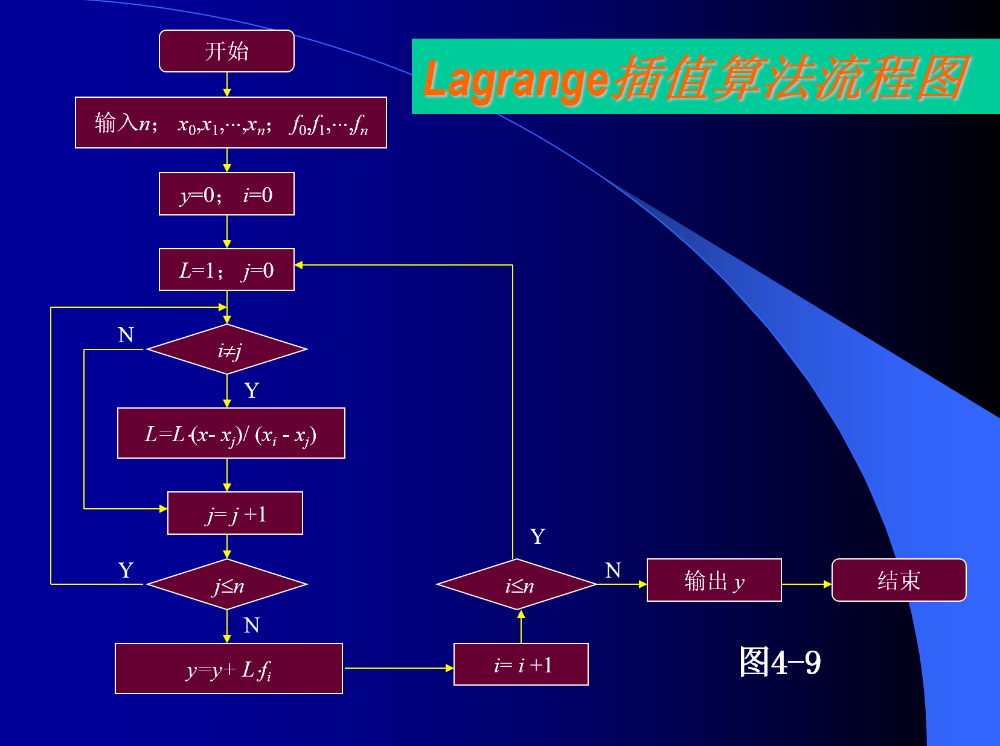 Lagrange插值算法流程图
开始
输入n； x0,x1,···,xn； f0,f1,···,fn
y=0； i=0
L=1； j=0
N
i≠j
Y
L=L·(x- xj)/ (xi - xj)
j= j +1
Y
j≤n
N
y=y+ L·fi
i= i +1
Y
i≤n
N
输出 y
结束
图4-9